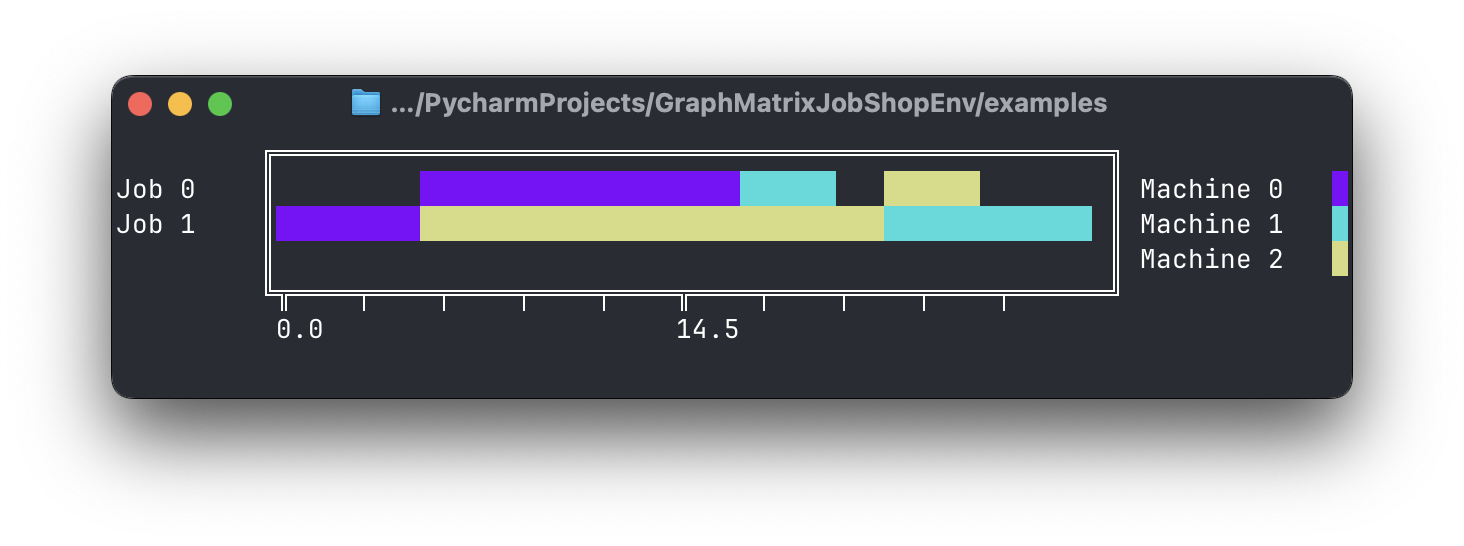 .../PycharmProjects/GraphMatrixJobShopEnv/examples
Job 0
Job 1
Machine 0
Machine 1
Machine 2
0.0 14.5